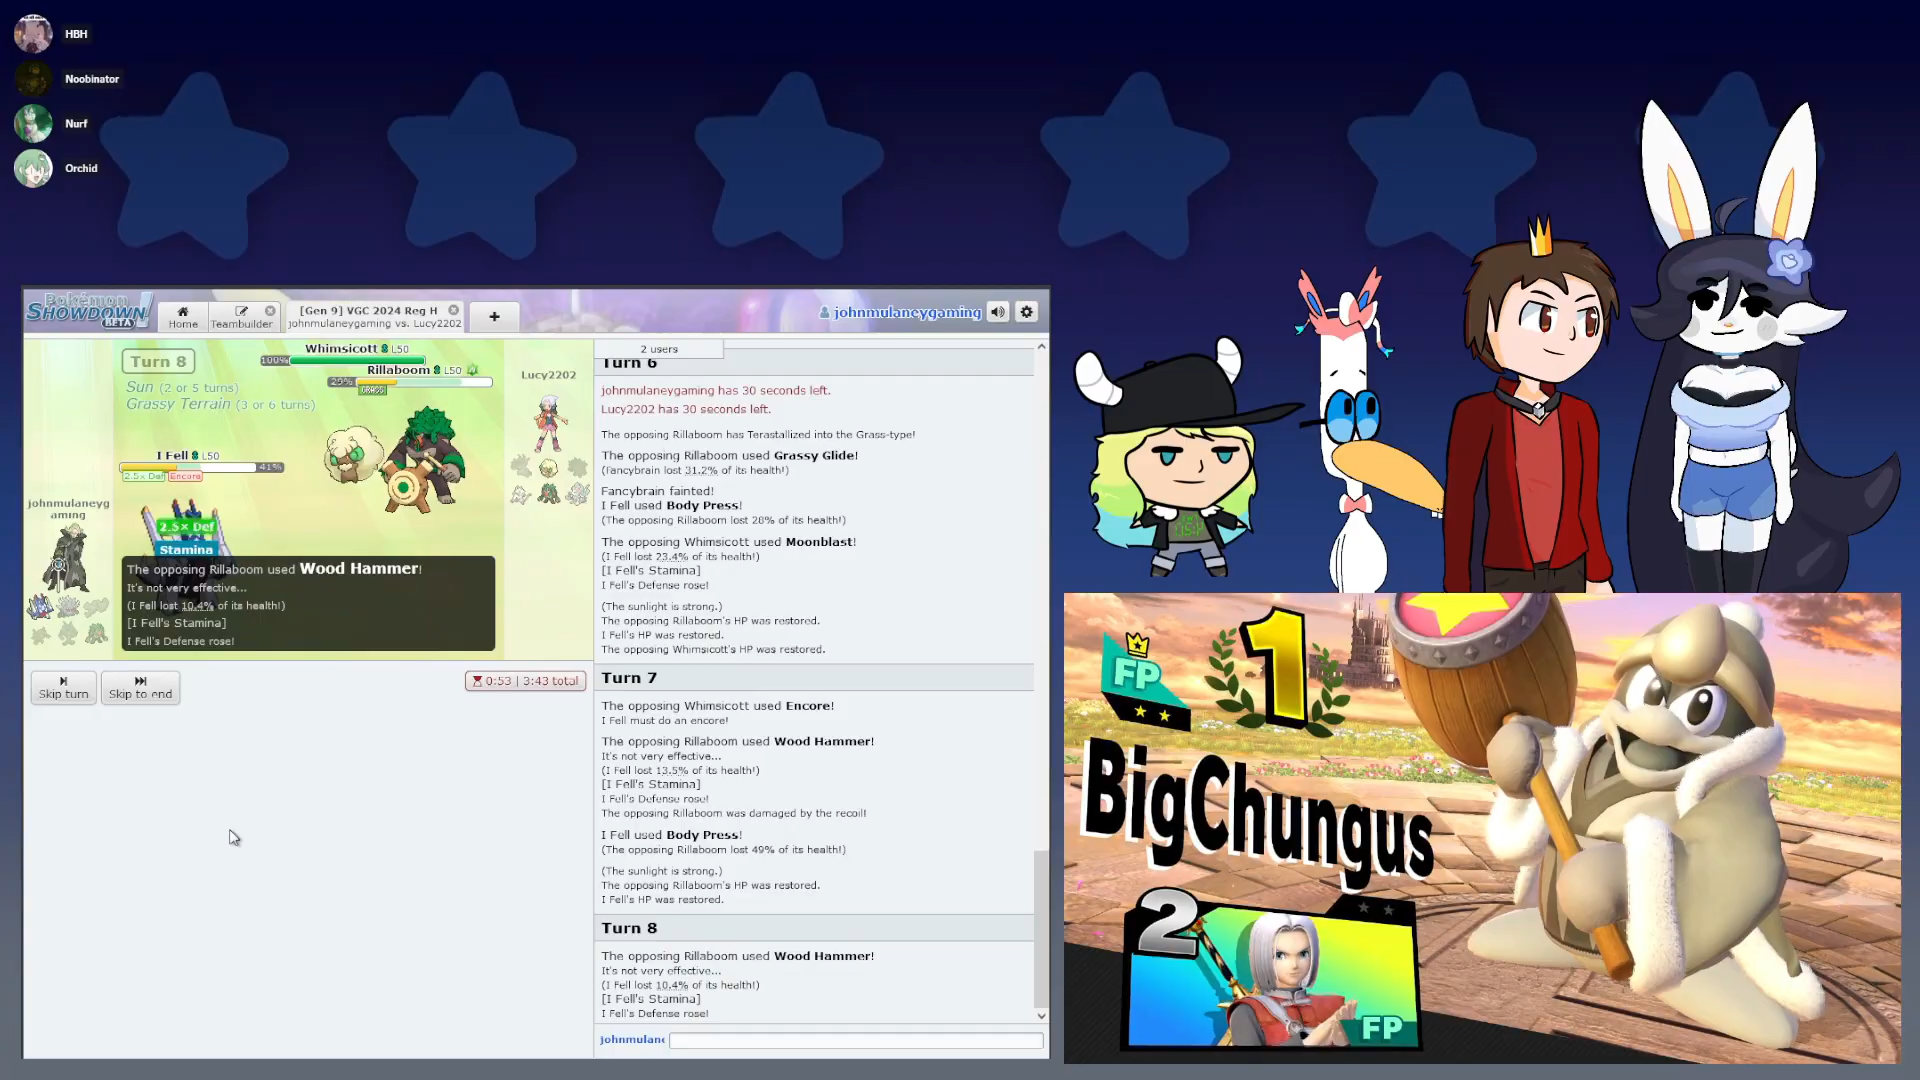 HBH
Noobinator
Nurf
Orchid
Pokémon
SHOWDOWN!
BETA
Home
Teambuilder
[Gen 9] VGC 2024 Reg H
johnmulaneygaming vs. Lucy2202
+
johnmulaneygaming
Turn 8
Sun (2 or 5 turns)
Grassy Terrain (3 or 6 turns)
Whimsicott L50
100%
Rillaboom L50
29%
GRASS
Lucy2202
I Fell L50
41%
2.5× Def Encore
johnmulaneyg
aming
2.5× Def
Stamina
The opposing Rillaboom used Wood Hammer!
It's not very effective...
(I Fell lost 10.4% of its health!)
[I Fell's Stamina]
I Fell's Defense rose!
Skip turn
Skip to end
0:53 | 3:43 total
2 users
Turn 6
johnmulaneygaming has 30 seconds left.
Lucy2202 has 30 seconds left.
The opposing Rillaboom has Terastallized into the Grass-type!
The opposing Rillaboom used Grassy Glide!
(Fancybrain lost 31.2% of its health!)
Fancybrain fainted!
I Fell used Body Press!
(The opposing Rillaboom lost 28% of its health!)
The opposing Whimsicott used Moonblast!
(I Fell lost 23.4% of its health!)
[I Fell's Stamina]
I Fell's Defense rose!
(The sunlight is strong.)
The opposing Rillaboom's HP was restored.
I Fell's HP was restored.
The opposing Whimsicott's HP was restored.
Turn 7
The opposing Whimsicott used Encore!
I Fell must do an encore!
The opposing Rillaboom used Wood Hammer!
It's not very effective...
(I Fell lost 13.5% of its health!)
[I Fell's Stamina]
I Fell's Defense rose!
The opposing Rillaboom was damaged by the recoil!
I Fell used Body Press!
(The opposing Rillaboom lost 49% of its health!)
(The sunlight is strong.)
The opposing Rillaboom's HP was restored.
I Fell's HP was restored.
Turn 8
The opposing Rillaboom used Wood Hammer!
It's not very effective...
(I Fell lost 10.4% of its health!)
[I Fell's Stamina]
I Fell's Defense rose!
johnmulane
FP
1
BigChungus
2
FP